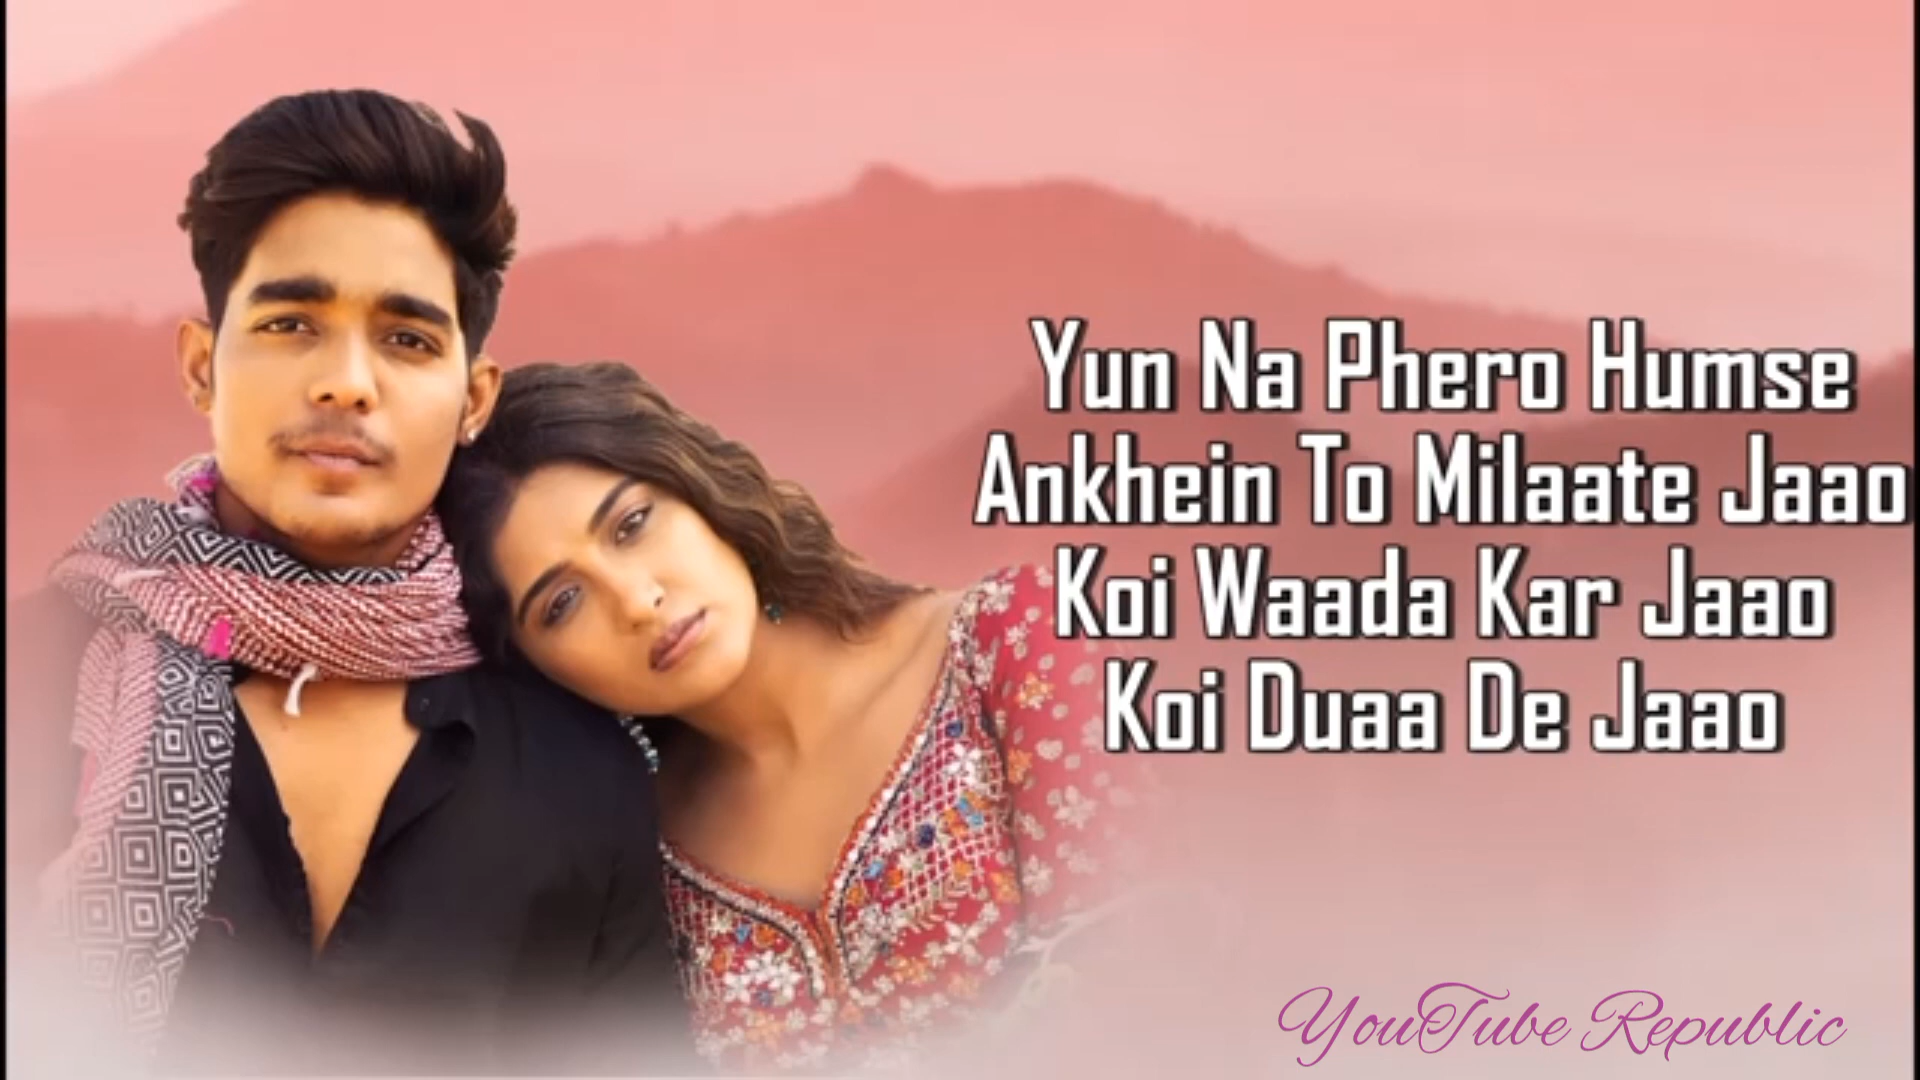 Yun Na Phero Humse
Ankhein To Milaate Jaao
Koi Waada Kar Jaao
Koi Duaa De Jaao
YouTube Republic